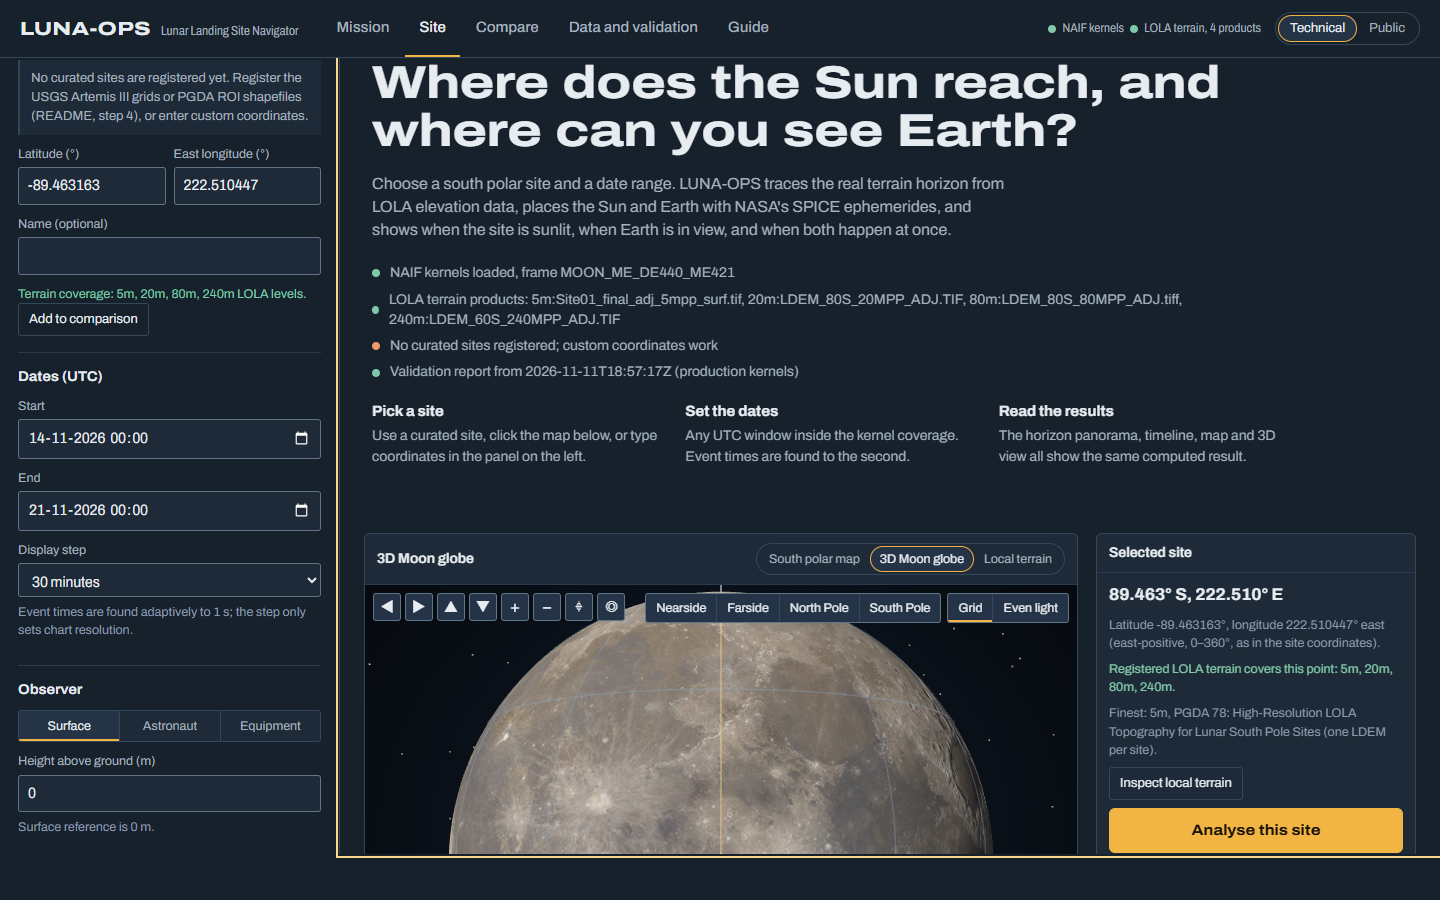 LUNA-OPS Lunar Landing Site Navigator
Mission
Site
Compare
Data and validation
Guide
NAIF kernels
LOLA terrain, 4 products
Technical
Public
No curated sites are registered yet. Register the
USGS Artemis III grids or PGDA ROI shapefiles
(README, step 4), or enter custom coordinates.
Latitude (°)
East longitude (°)
-89.463163
222.510447
Name (optional)
Terrain coverage: 5m, 20m, 80m, 240m LOLA levels.
Add to comparison
Dates (UTC)
Start
14-11-2026 00:00
End
21-11-2026 00:00
Display step
30 minutes
Event times are found adaptively to 1 s; the step only
sets chart resolution.
Observer
Surface
Astronaut
Equipment
Height above ground (m)
0
Surface reference is 0 m.
Where does the Sun reach, and
where can you see Earth?
Choose a south polar site and a date range. LUNA-OPS traces the real terrain horizon from
LOLA elevation data, places the Sun and Earth with NASA's SPICE ephemerides, and
shows when the site is sunlit, when Earth is in view, and when both happen at once.
NAIF kernels loaded, frame MOON_ME_DE440_ME421
LOLA terrain products: 5m:Site01_final_adj_5mpp_surf.tif, 20m:LDEM_80S_20MPP_ADJ.TIF, 80m:LDEM_80S_80MPP_ADJ.tiff,
240m:LDEM_60S_240MPP_ADJ.TIF
No curated sites registered; custom coordinates work
Validation report from 2026-11-11T18:57:17Z (production kernels)
Pick a site
Use a curated site, click the map below, or type
coordinates in the panel on the left.
Set the dates
Any UTC window inside the kernel coverage.
Event times are found to the second.
Read the results
The horizon panorama, timeline, map and 3D
view all show the same computed result.
3D Moon globe
South polar map
3D Moon globe
Local terrain
Nearside
Farside
North Pole
South Pole
Grid
Even light
Selected site
89.463° S, 222.510° E
Latitude -89.463163°, longitude 222.510447° east
(east-positive, 0–360°, as in the site coordinates).
Registered LOLA terrain covers this point: 5m, 20m,
80m, 240m.
Finest: 5m, PGDA 78: High-Resolution LOLA
Topography for Lunar South Pole Sites (one LDEM
per site).
Inspect local terrain
Analyse this site